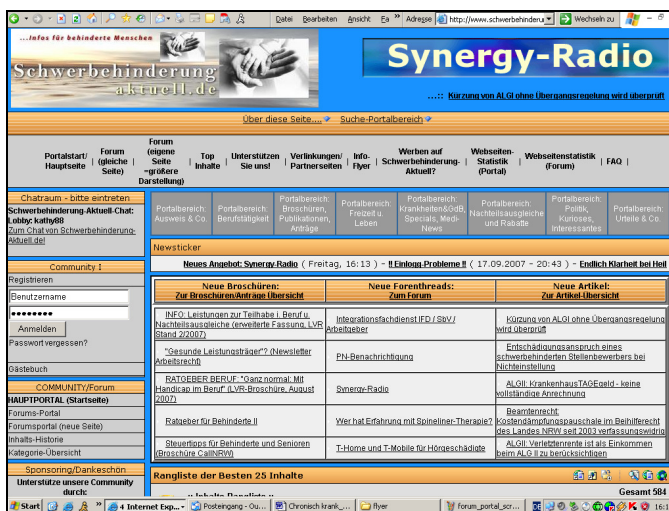 Datei Bearbeiten Ansicht Ea » Adresse http://www.schwerbehinderu Wechseln zu
...Infos für behinderte Menschen
Schwerbehinderung
aktuell.de
Synergy-Radio
...:: Kürzung von ALGI ohne Übergangsregelung wird überprüft
Über diese Seite.... Suche-Portalbereich
Portalstart/ Hauptseite | Forum (gleiche Seite) | Forum (eigene Seite =größere Darstellung) | Top Inhalte | Unterstützen Sie uns! | Verlinkungen/ Partnerseiten | Info- Flyer | Werben auf Schwerbehinderung- Aktuell? | Webseiten- Statistik (Portal) | Webseitenstatistik (Forum) | FAQ |
Chatraum - bitte eintreten
Schwerbehinderung-Aktuell-Chat:
Lobby: kathy88
Zum Chat von Schwerbehinderung-
Aktuell.de!
Community I
Registrieren
Benutzername
Anmelden
Passwort vergessen?
Gästebuch
COMMUNITY/Forum
HAUPTPORTAL (Startseite)
Forums-Portal
Forumsportal (neue Seite)
Inhalts-Historie
Kategorie-Übersicht
Sponsoring/Dankeschön
Unterstütze unsere Community
durch:
Portalbereich: Ausweis & Co.
Portalbereich: Berufstätigkeit
Portalbereich: Broschüren, Publikationen, Anträge
Portalbereich: Freizeit u. Leben
Portalbereich: Krankheiten&GdB, Specials, Medi- News
Portalbereich: Nachteilsausgleiche und Rabatte
Portalbereich: Politik, Kurioses, Interessantes
Portalbereich: Urteile & Co.
Newsticker
Neues Angebot: Synergy-Radio ( Freitag, 16:13 ) - !! Einlogg-Probleme !! ( 17.09.2007 - 20:43 ) - Endlich Klarheit bei Heil
Neue Broschüren:
Zur Broschüren/Anträge Übersicht
INFO: Leistungen zur Teilhabe i. Beruf u.
Nachteilsausgleiche (erweiterte Fassung, LVR
Stand 2/2007)
"Gesunde Leistungsträger"? (Newsletter
Arbeitsrecht)
RATGEBER BERUF: "Ganz normal: Mit
Handicap im Beruf" (LVR-Broschüre, August
2007)
Ratgeber für Behinderte II
Steuertipps für Behinderte und Senioren
(Broschüre CallNRW)
Neue Forenthreads:
Zum Forum
Integrationsfachdienst IFD / SbV /
Arbeitgeber
PN-Benachrichtigung
Synergy-Radio
Wer hat Erfahrung mit Spineliner-Therapie?
T-Home und T-Mobile für Hörgeschädigte
Neue Artikel:
Zur Artikel-Übersicht
Kürzung von ALGI ohne Übergangsregelung
wird überprüft
Entschädigungsanspruch eines
schwerbehinderten Stellenbewerbers bei
Nichteinstellung
ALGII: KrankenhausTAGEgeld - keine
vollständige Anrechnung
Beamtenrecht:
Kostendämpfungspauschale im Beihilferecht
des Landes NRW seit 2003 verfassungswidrig
ALGII: Verletztenrente ist als Einkommen
beim ALG II zu berücksichtigen
Rangliste der Besten 25 Inhalte
:: Inhalts Rangliste ::
Gesamt 584
Start » 4 Internet Exp... Posteingang - Ou... Chronisch krank_... flyer forum_portal_scr... DE 16:1